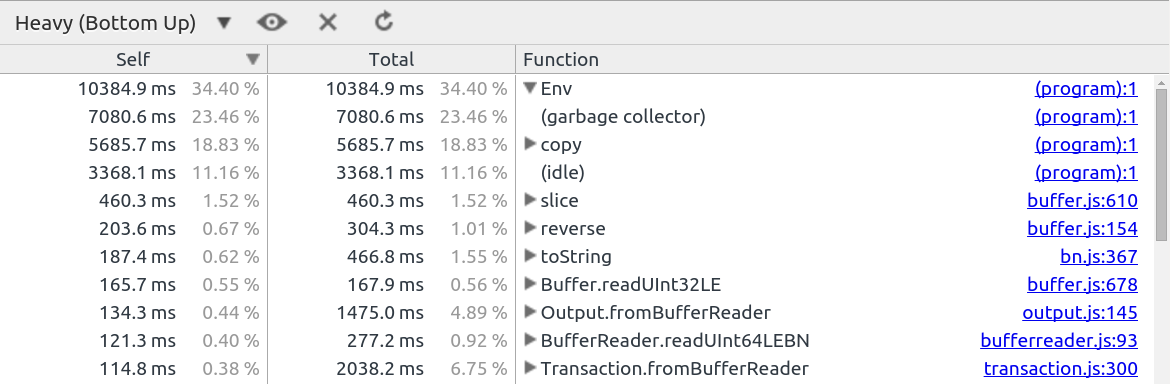 Heavy (Bottom Up)
Self Total Function
10384.9 ms 34.40 % 10384.9 ms 34.40 % Env (program):1
7080.6 ms 23.46 % 7080.6 ms 23.46 % (garbage collector) (program):1
5685.7 ms 18.83 % 5685.7 ms 18.83 % copy (program):1
3368.1 ms 11.16 % 3368.1 ms 11.16 % (idle) (program):1
460.3 ms 1.52 % 460.3 ms 1.52 % slice buffer.js:610
203.6 ms 0.67 % 304.3 ms 1.01 % reverse buffer.js:154
187.4 ms 0.62 % 466.8 ms 1.55 % toString bn.js:367
165.7 ms 0.55 % 167.9 ms 0.56 % Buffer.readUInt32LE buffer.js:678
134.3 ms 0.44 % 1475.0 ms 4.89 % Output.fromBufferReader output.js:145
121.3 ms 0.40 % 277.2 ms 0.92 % BufferReader.readUInt64LEBN bufferreader.js:93
114.8 ms 0.38 % 2038.2 ms 6.75 % Transaction.fromBufferReader transaction.js:300